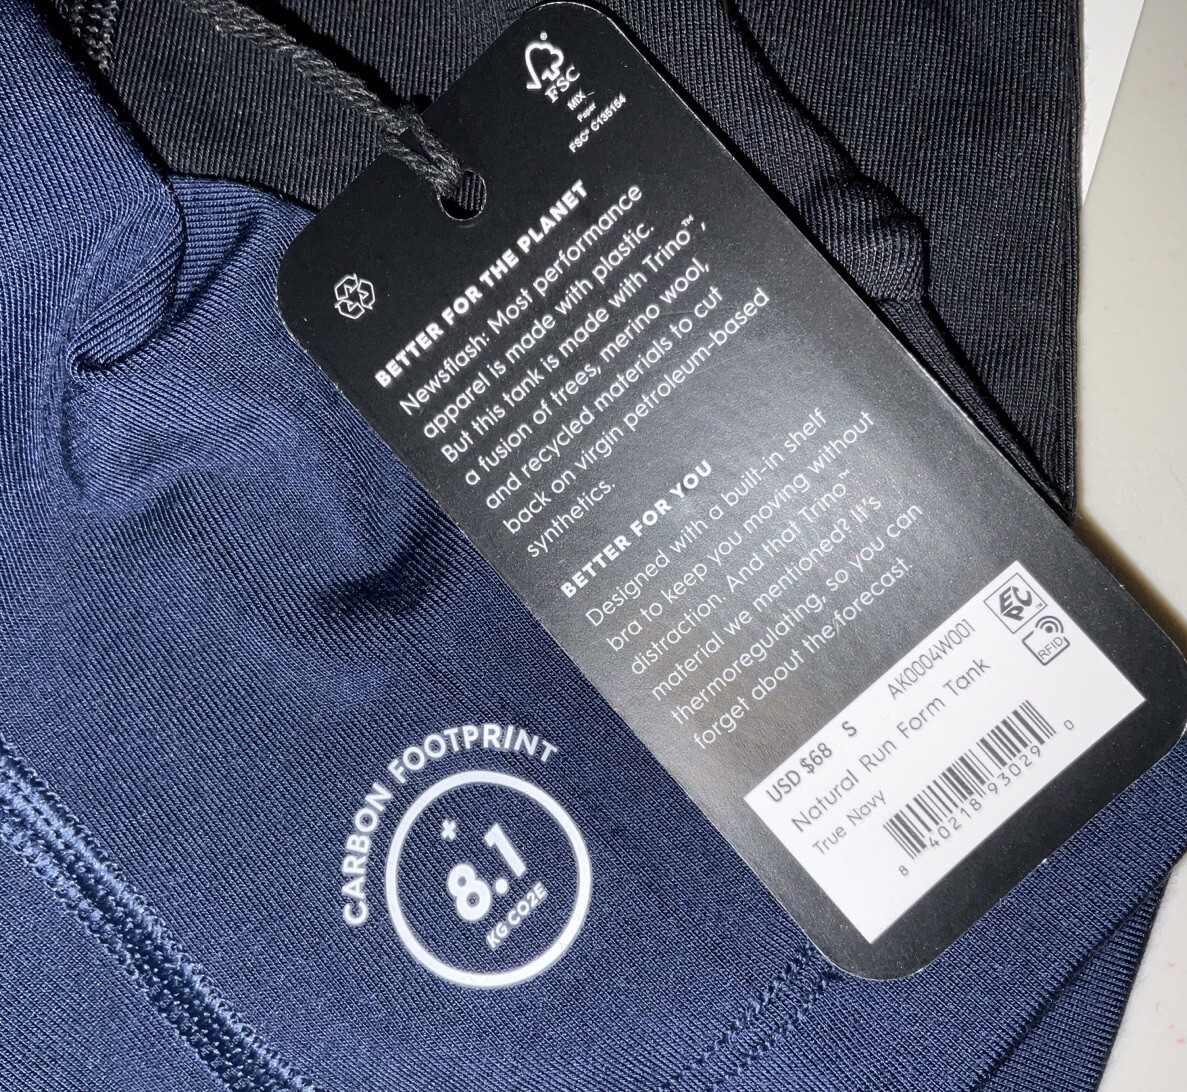 FSC
MIX
Paper
FSC® C135154
BETTER FOR THE PLANET
Newsflash: Most performance
apparel is made with plastic.
But this tank is made with Trino™,
a fusion of trees, merino wool,
and recycled materials to cut
back on virgin petroleum-based
synthetics.
BETTER FOR YOU
Designed with a built-in shelf
bra to keep you moving without
distraction. And that Trino™
material we mentioned? It's
thermoregulating, so you can
forget about the forecast.
EPC™
RFID
USD $68 S AK0004W001
Natural Run Form Tank
True Navy
8 40218 93029 0
CARBON FOOTPRINT
+
8.1
KG CO2E